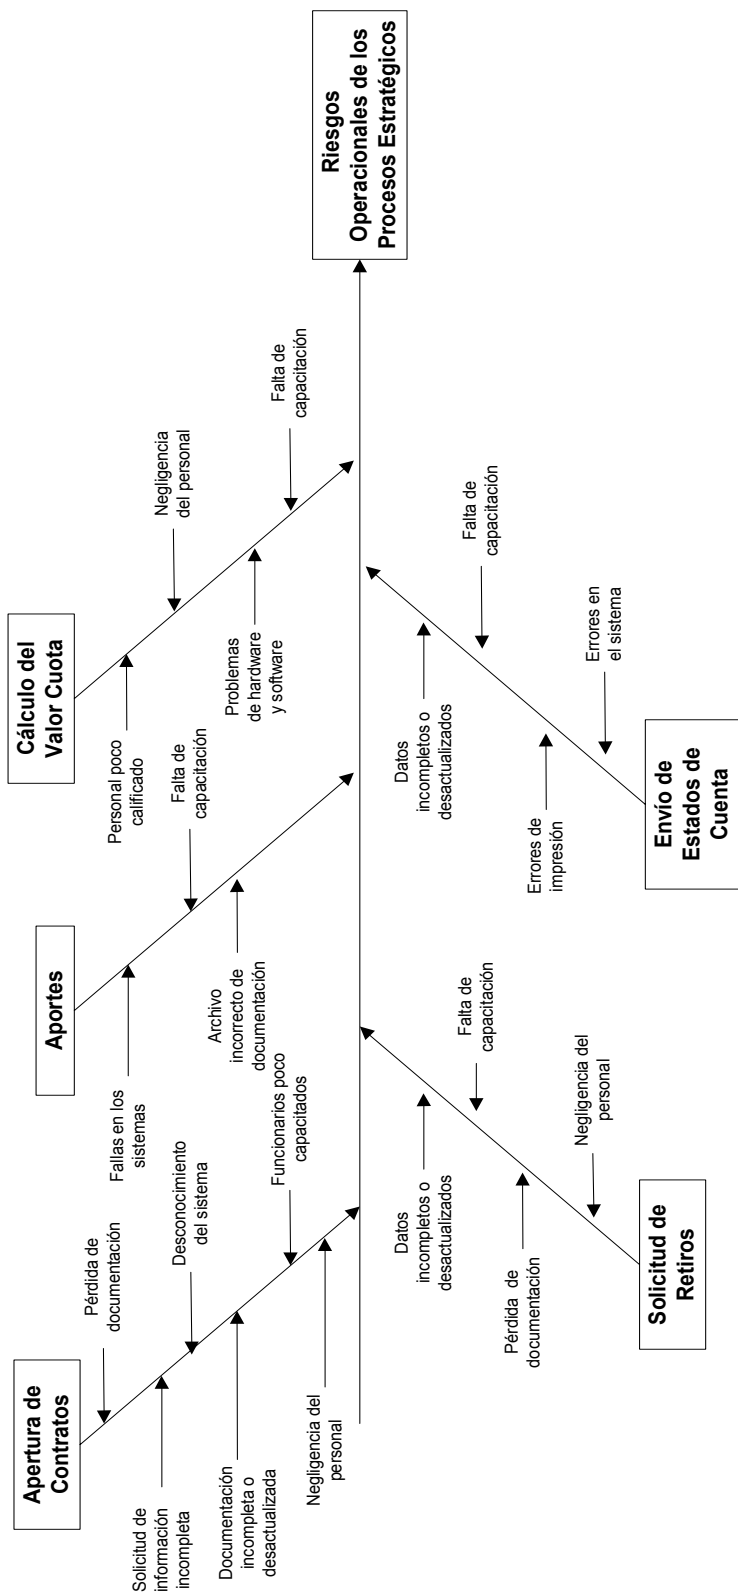 Apertura de
Contratos
Pérdida de
documentación
Solicitud de
información
incompleta
Desconocimiento
del sistema
Documentación
incompleta o
desactualizada
Funcionarios poco
capacitados
Negligencia del
personal
Aportes
Fallas en los
sistemas
Falta de
capacitación
Archivo
incorrecto de
documentación
Cálculo del
Valor Cuota
Personal poco
calificado
Negligencia
del personal
Problemas
de hardware
y software
Falta de
capacitación
Riesgos
Operacionales de los
Procesos Estratégicos
Datos
incompletos o
desactualizados
Falta de
capacitación
Pérdida de
documentación
Negligencia del
personal
Solicitud de
Retiros
Datos
incompletos o
desactualizados
Falta de
capacitación
Errores de
impresión
Errores en
el sistema
Envío de
Estados de
Cuenta